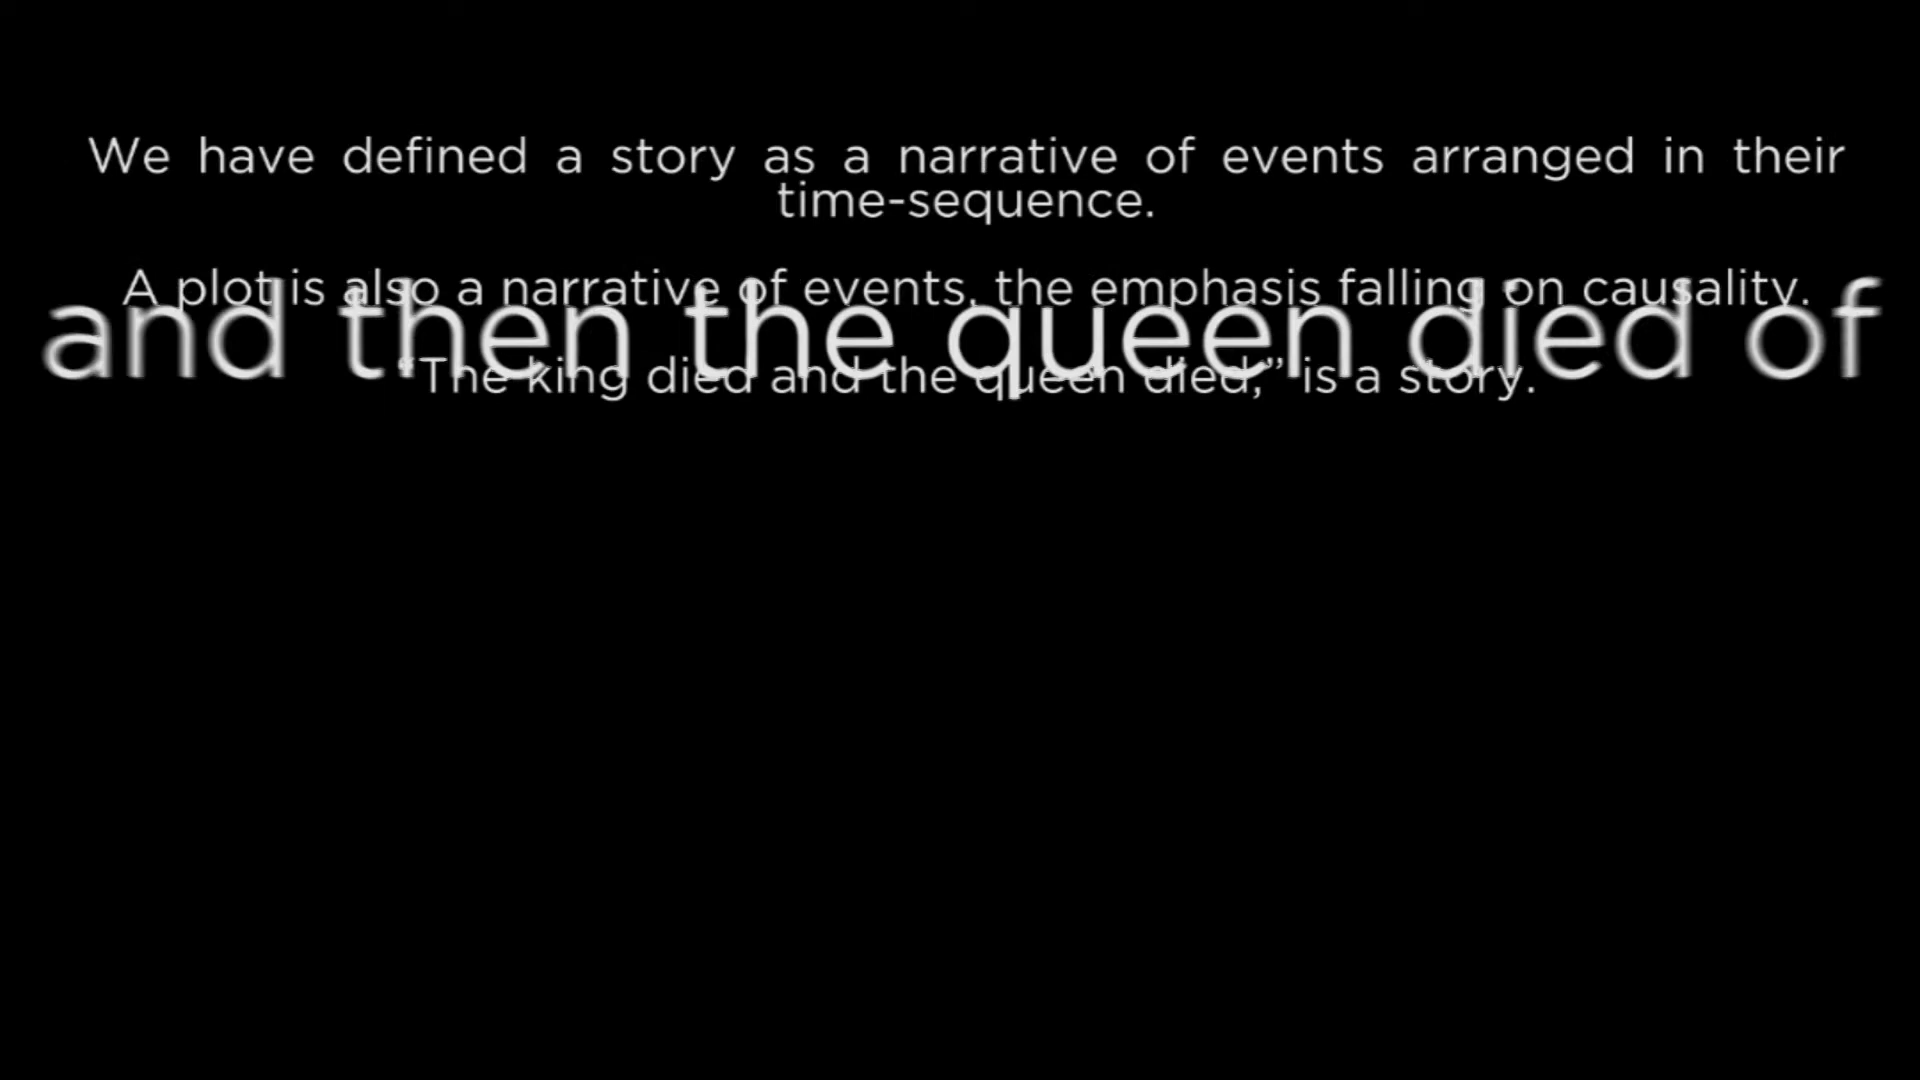 We have defined a story as a narrative of events arranged in their
time-sequence.
A plot is also a narrative of events, the emphasis falling on causality.
and then the queen died of
“The king died and the queen died,” is a story.